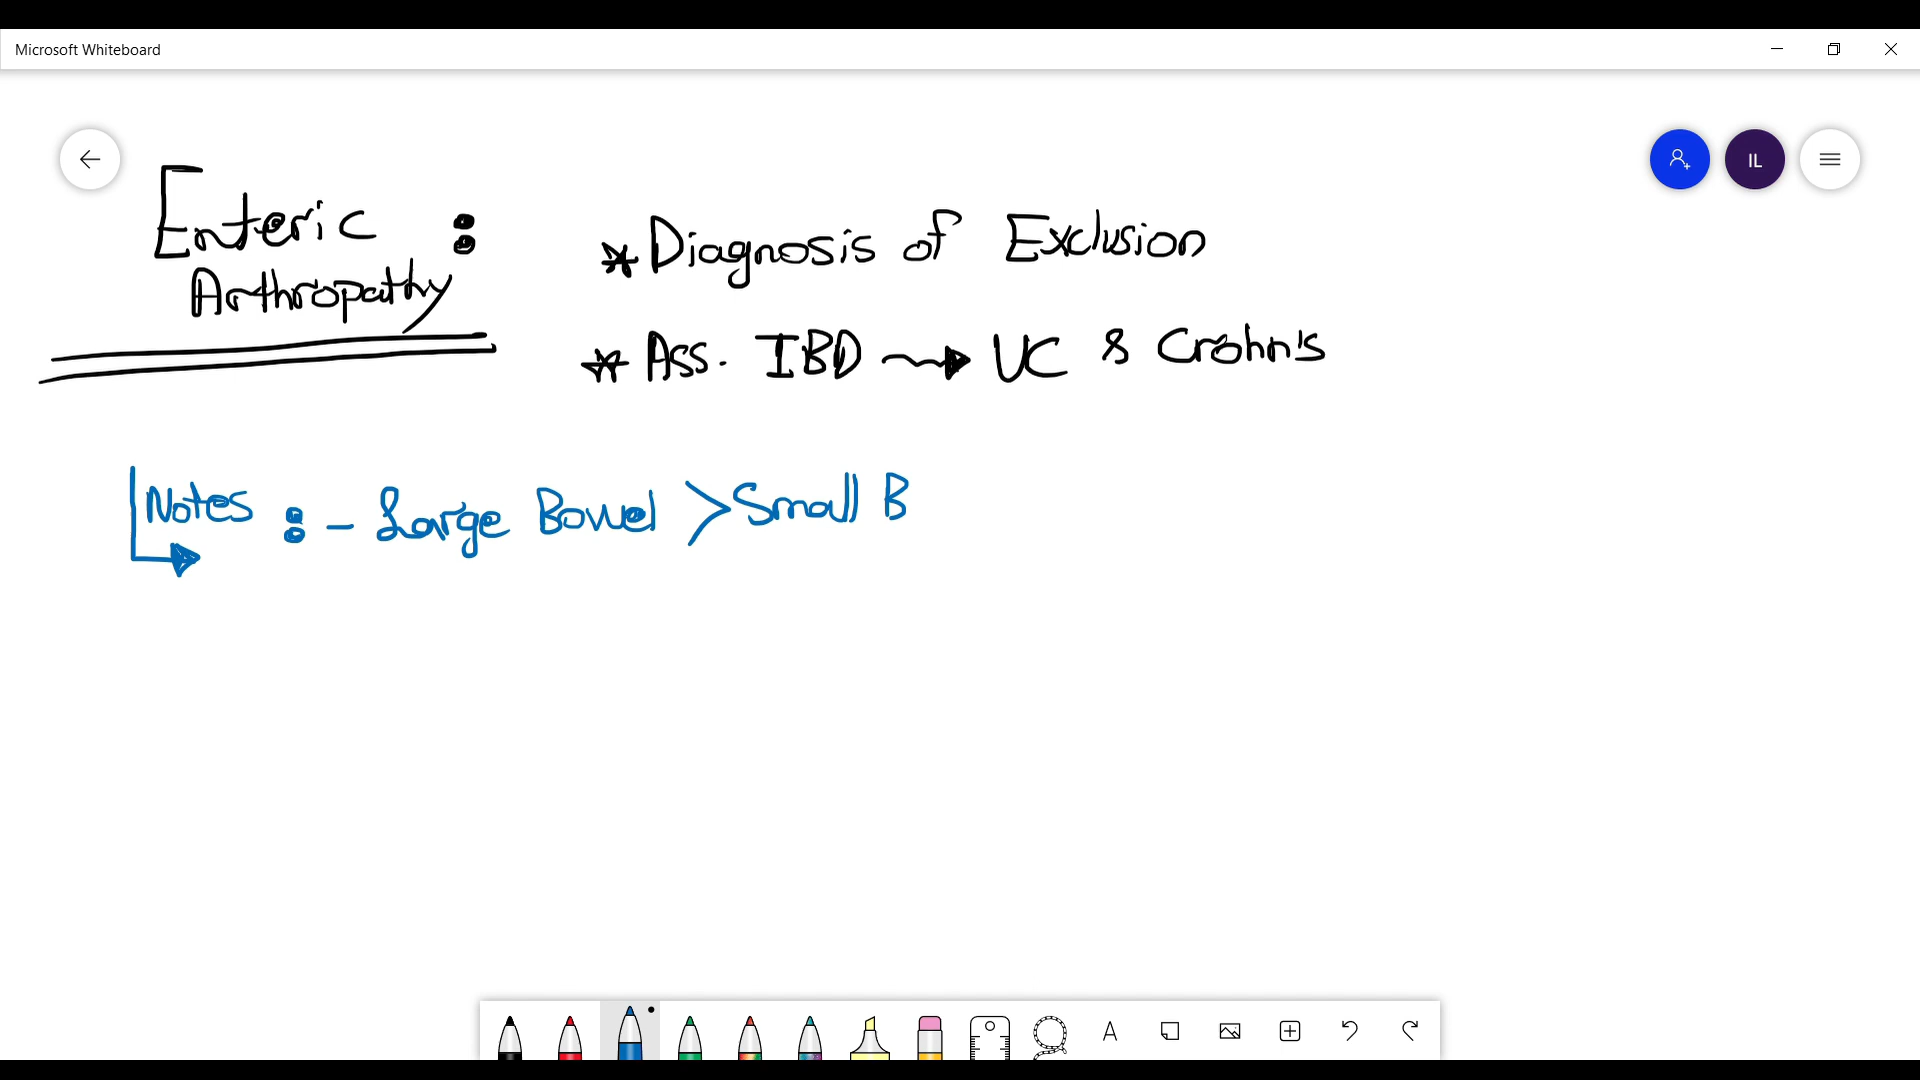 Microsoft Whiteboard
IL
Enteric :
Arthropathy
* Diagnosis of Exclusion
* Ass. IBD → UC & Crohn's
Notes : - Large Bowel > Small B
A